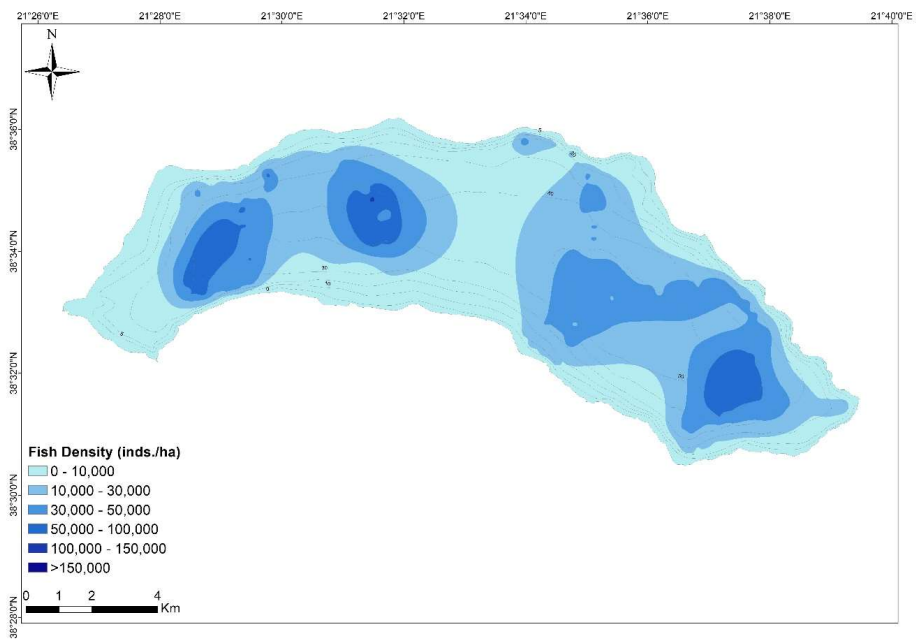 21°26'0"E 21°28'0"E 21°30'0"E 21°32'0"E 21°34'0"E 21°36'0"E 21°38'0"E 21°40'0"E
N
38°36'0"N
38°34'0"N
38°32'0"N
38°30'0"N
38°28'0"N
Fish Density (inds./ha)
0 - 10,000
10,000 - 30,000
30,000 - 50,000
50,000 - 100,000
100,000 - 150,000
>150,000
0 1 2 4
Km